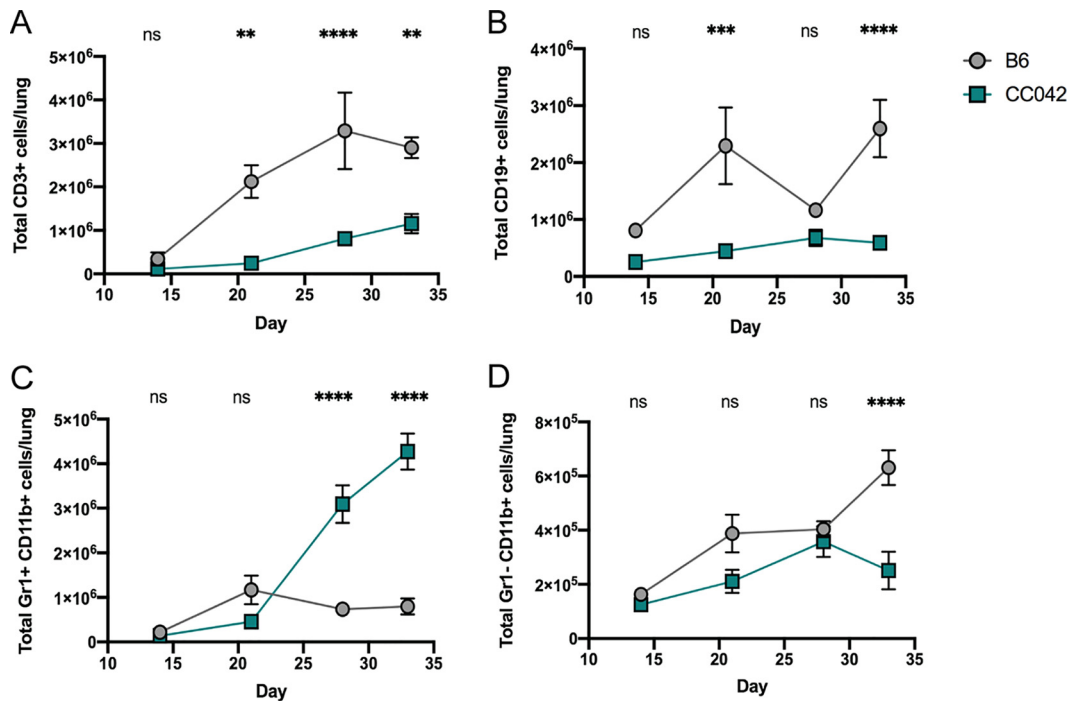 A
ns ** **** **
5×10⁶
4×10⁶
3×10⁶
2×10⁶
1×10⁶
0
10 15 20 25 30 35
Day
Total CD3+ cells/lung
B
ns *** ns ****
4×10⁶
3×10⁶
2×10⁶
1×10⁶
0
10 15 20 25 30 35
Day
Total CD19+ cells/lung
B6
CC042
C
ns ns **** ****
5×10⁶
4×10⁶
3×10⁶
2×10⁶
1×10⁶
0
10 15 20 25 30 35
Day
Total Gr1+ CD11b+ cells/lung
D
ns ns ns ****
8×10⁵
6×10⁵
4×10⁵
2×10⁵
0
10 15 20 25 30 35
Day
Total Gr1- CD11b+ cells/lung